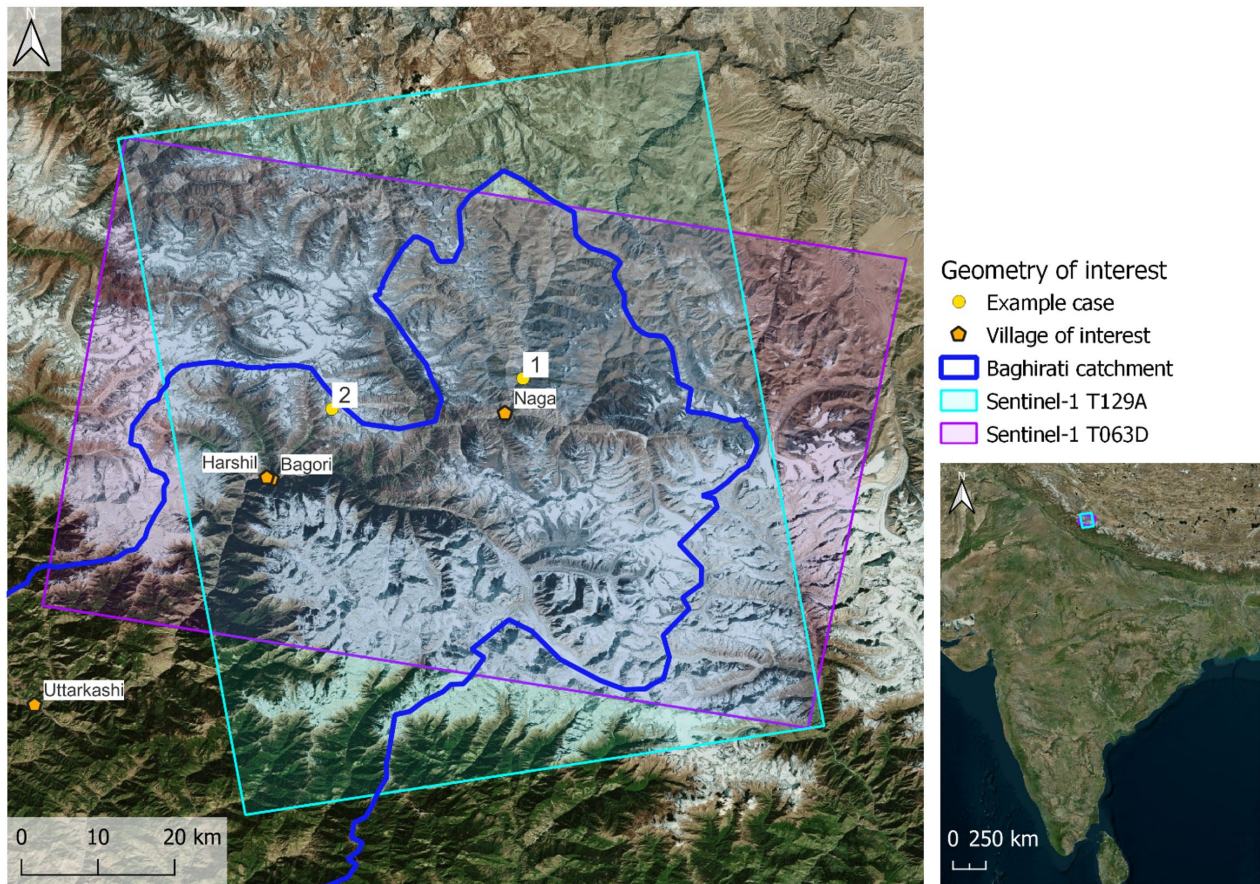 N
1
Naga
2
Harshil
Bagori
Uttarkashi
0 10 20 km
Geometry of interest
Example case
Village of interest
Baghirati catchment
Sentinel-1 T129A
Sentinel-1 T063D
N
0 250 km